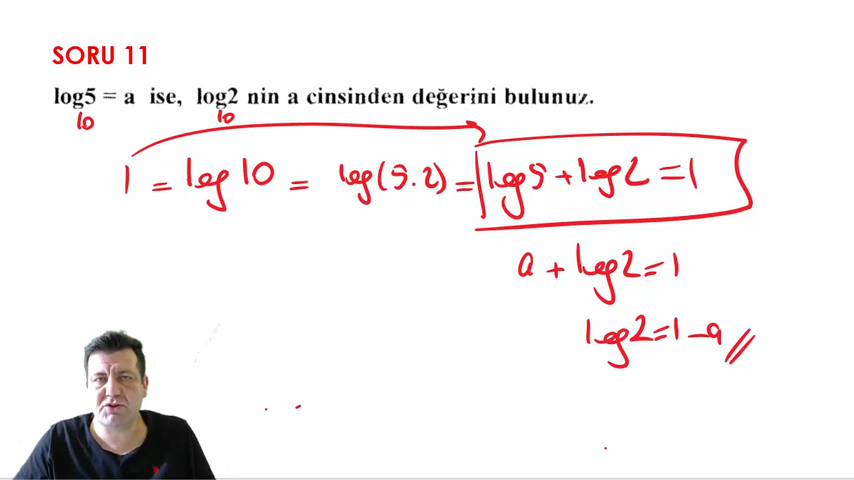 SORU 11
log5 = a ise, log2 nin a cinsinden değerini bulunuz.
10 10
1 = log 10 = log(5.2) = log5 + log2 = 1
a + log2 = 1
log2 = 1 - a //